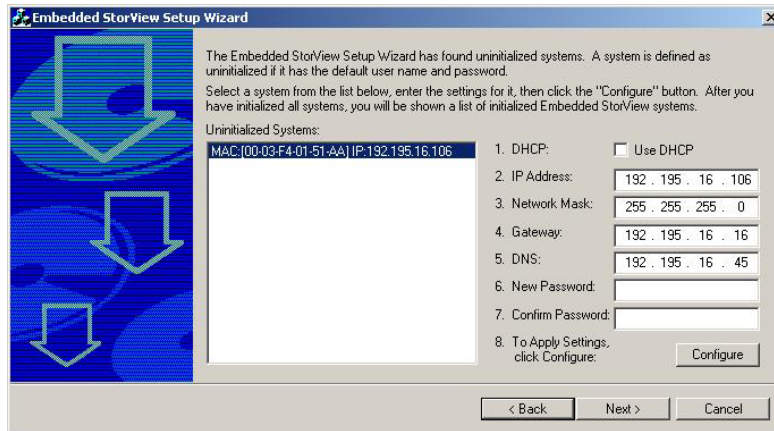 Embedded StorView Setup Wizard
The Embedded StorView Setup Wizard has found uninitialized systems. A system is defined as
uninitialized if it has the default user name and password.
Select a system from the list below, enter the settings for it, then click the "Configure" button. After you
have initialized all systems, you will be shown a list of initialized Embedded StorView systems.
Uninitialized Systems:
MAC:[00-03-F4-01-51-AA] IP:192.195.16.106
1. DHCP: Use DHCP
2. IP Address: 192 . 195 . 16 . 106
3. Network Mask: 255 . 255 . 255 . 0
4. Gateway: 192 . 195 . 16 . 16
5. DNS: 192 . 195 . 16 . 45
6. New Password:
7. Confirm Password:
8. To Apply Settings,
click Configure: Configure
< Back Next > Cancel